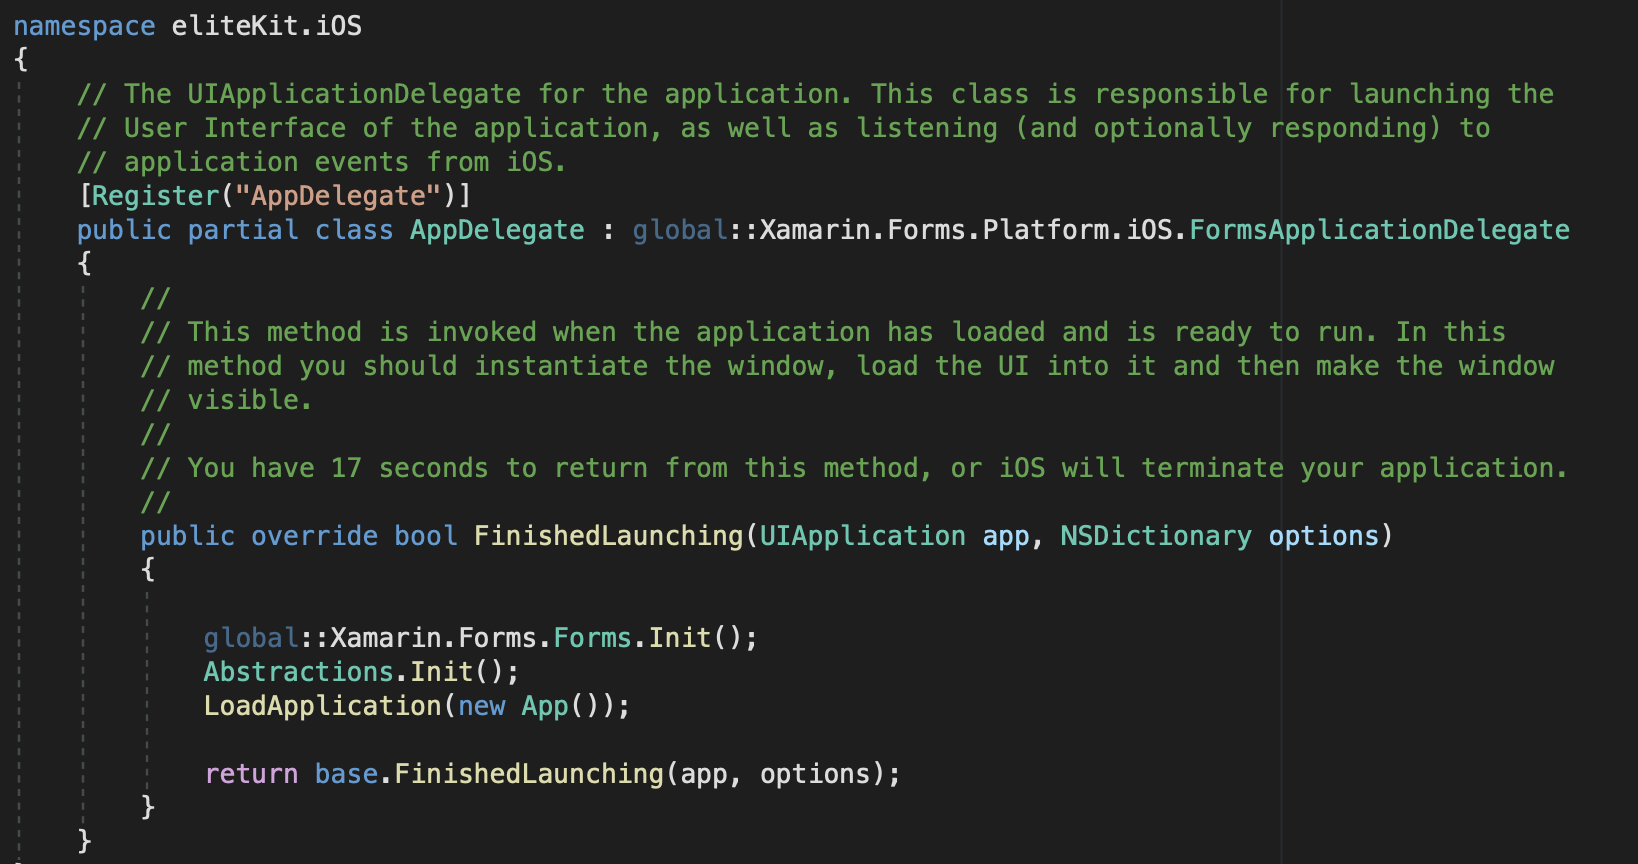 namespace eliteKit.iOS
{
    // The UIApplicationDelegate for the application. This class is responsible for launching the
    // User Interface of the application, as well as listening (and optionally responding) to
    // application events from iOS.
    [Register("AppDelegate")]
    public partial class AppDelegate : global::Xamarin.Forms.Platform.iOS.FormsApplicationDelegate
    {
        //
        // This method is invoked when the application has loaded and is ready to run. In this
        // method you should instantiate the window, load the UI into it and then make the window
        // visible.
        //
        // You have 17 seconds to return from this method, or iOS will terminate your application.
        //
        public override bool FinishedLaunching(UIApplication app, NSDictionary options)
        {

            global::Xamarin.Forms.Forms.Init();
            Abstractions.Init();
            LoadApplication(new App());

            return base.FinishedLaunching(app, options);
        }
    }